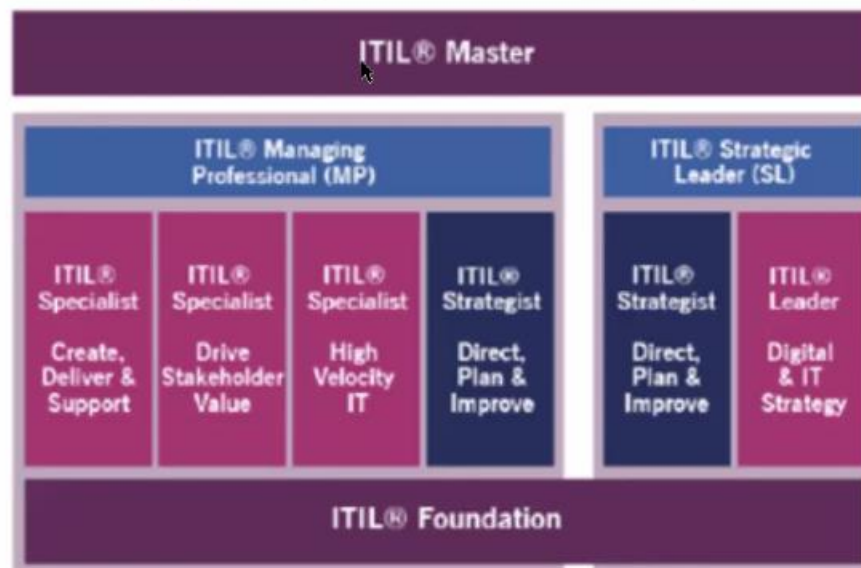 ITIL® Master
ITIL® Managing
Professional (MP)
ITIL® Specialist
Create,
Deliver &
Support
ITIL® Specialist
Drive
Stakeholder
Value
ITIL® Specialist
High
Velocity
IT
ITIL® Strategist
Direct,
Plan &
Improve
ITIL® Strategic
Leader (SL)
ITIL® Strategist
Direct,
Plan &
Improve
ITIL® Leader
Digital
& IT
Strategy
ITIL® Foundation